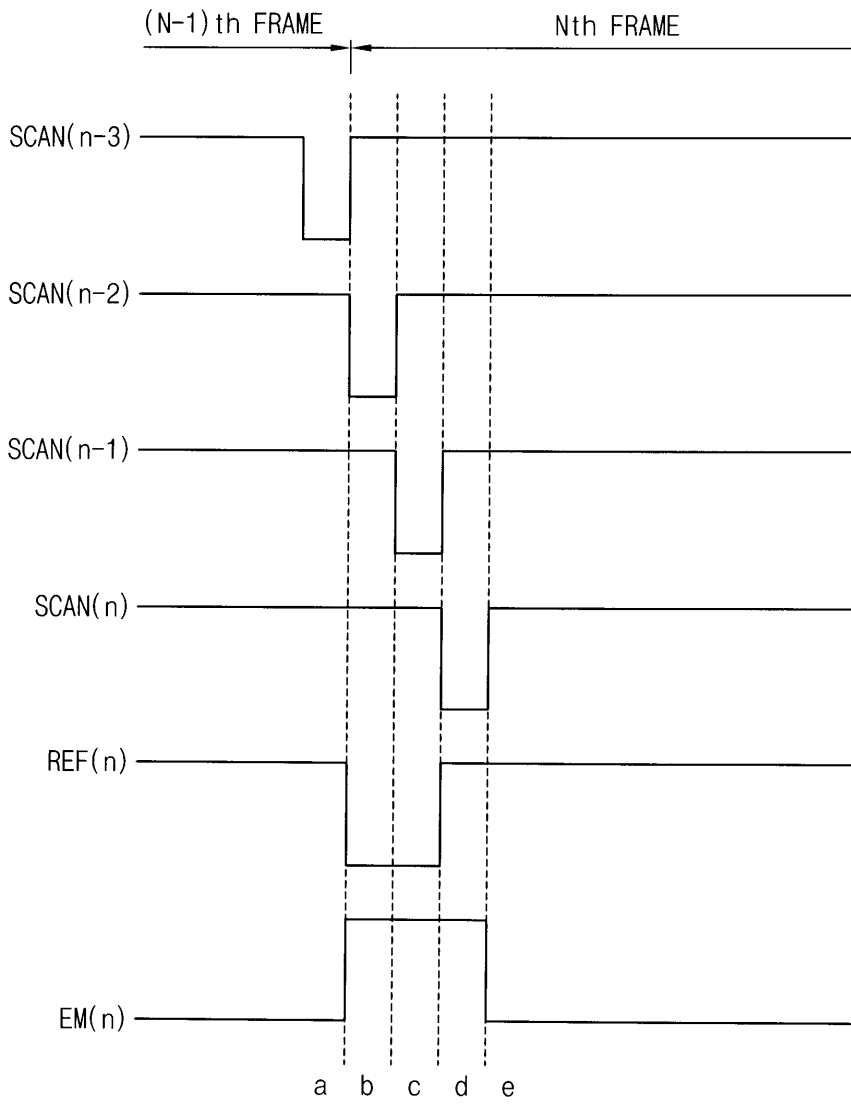 (N-1)th FRAME Nth FRAME
SCAN(n-3)
SCAN(n-2)
SCAN(n-1)
SCAN(n)
REF(n)
EM(n)
a b c d e